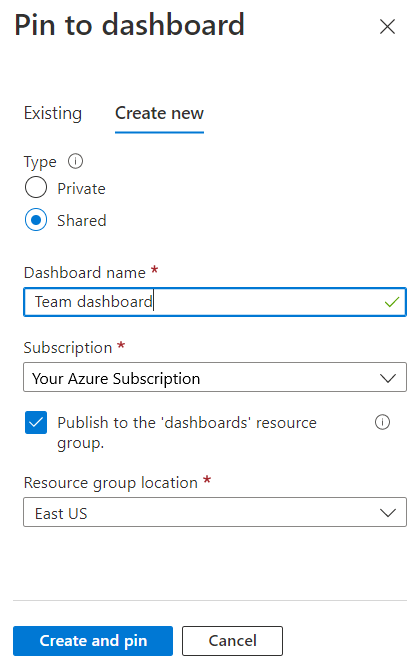 Pin to dashboard
Existing
Create new
Type
Private
Shared
Dashboard name *
Team dashboard
Subscription *
Your Azure Subscription
Publish to the 'dashboards' resource
group.
Resource group location *
East US
Create and pin
Cancel